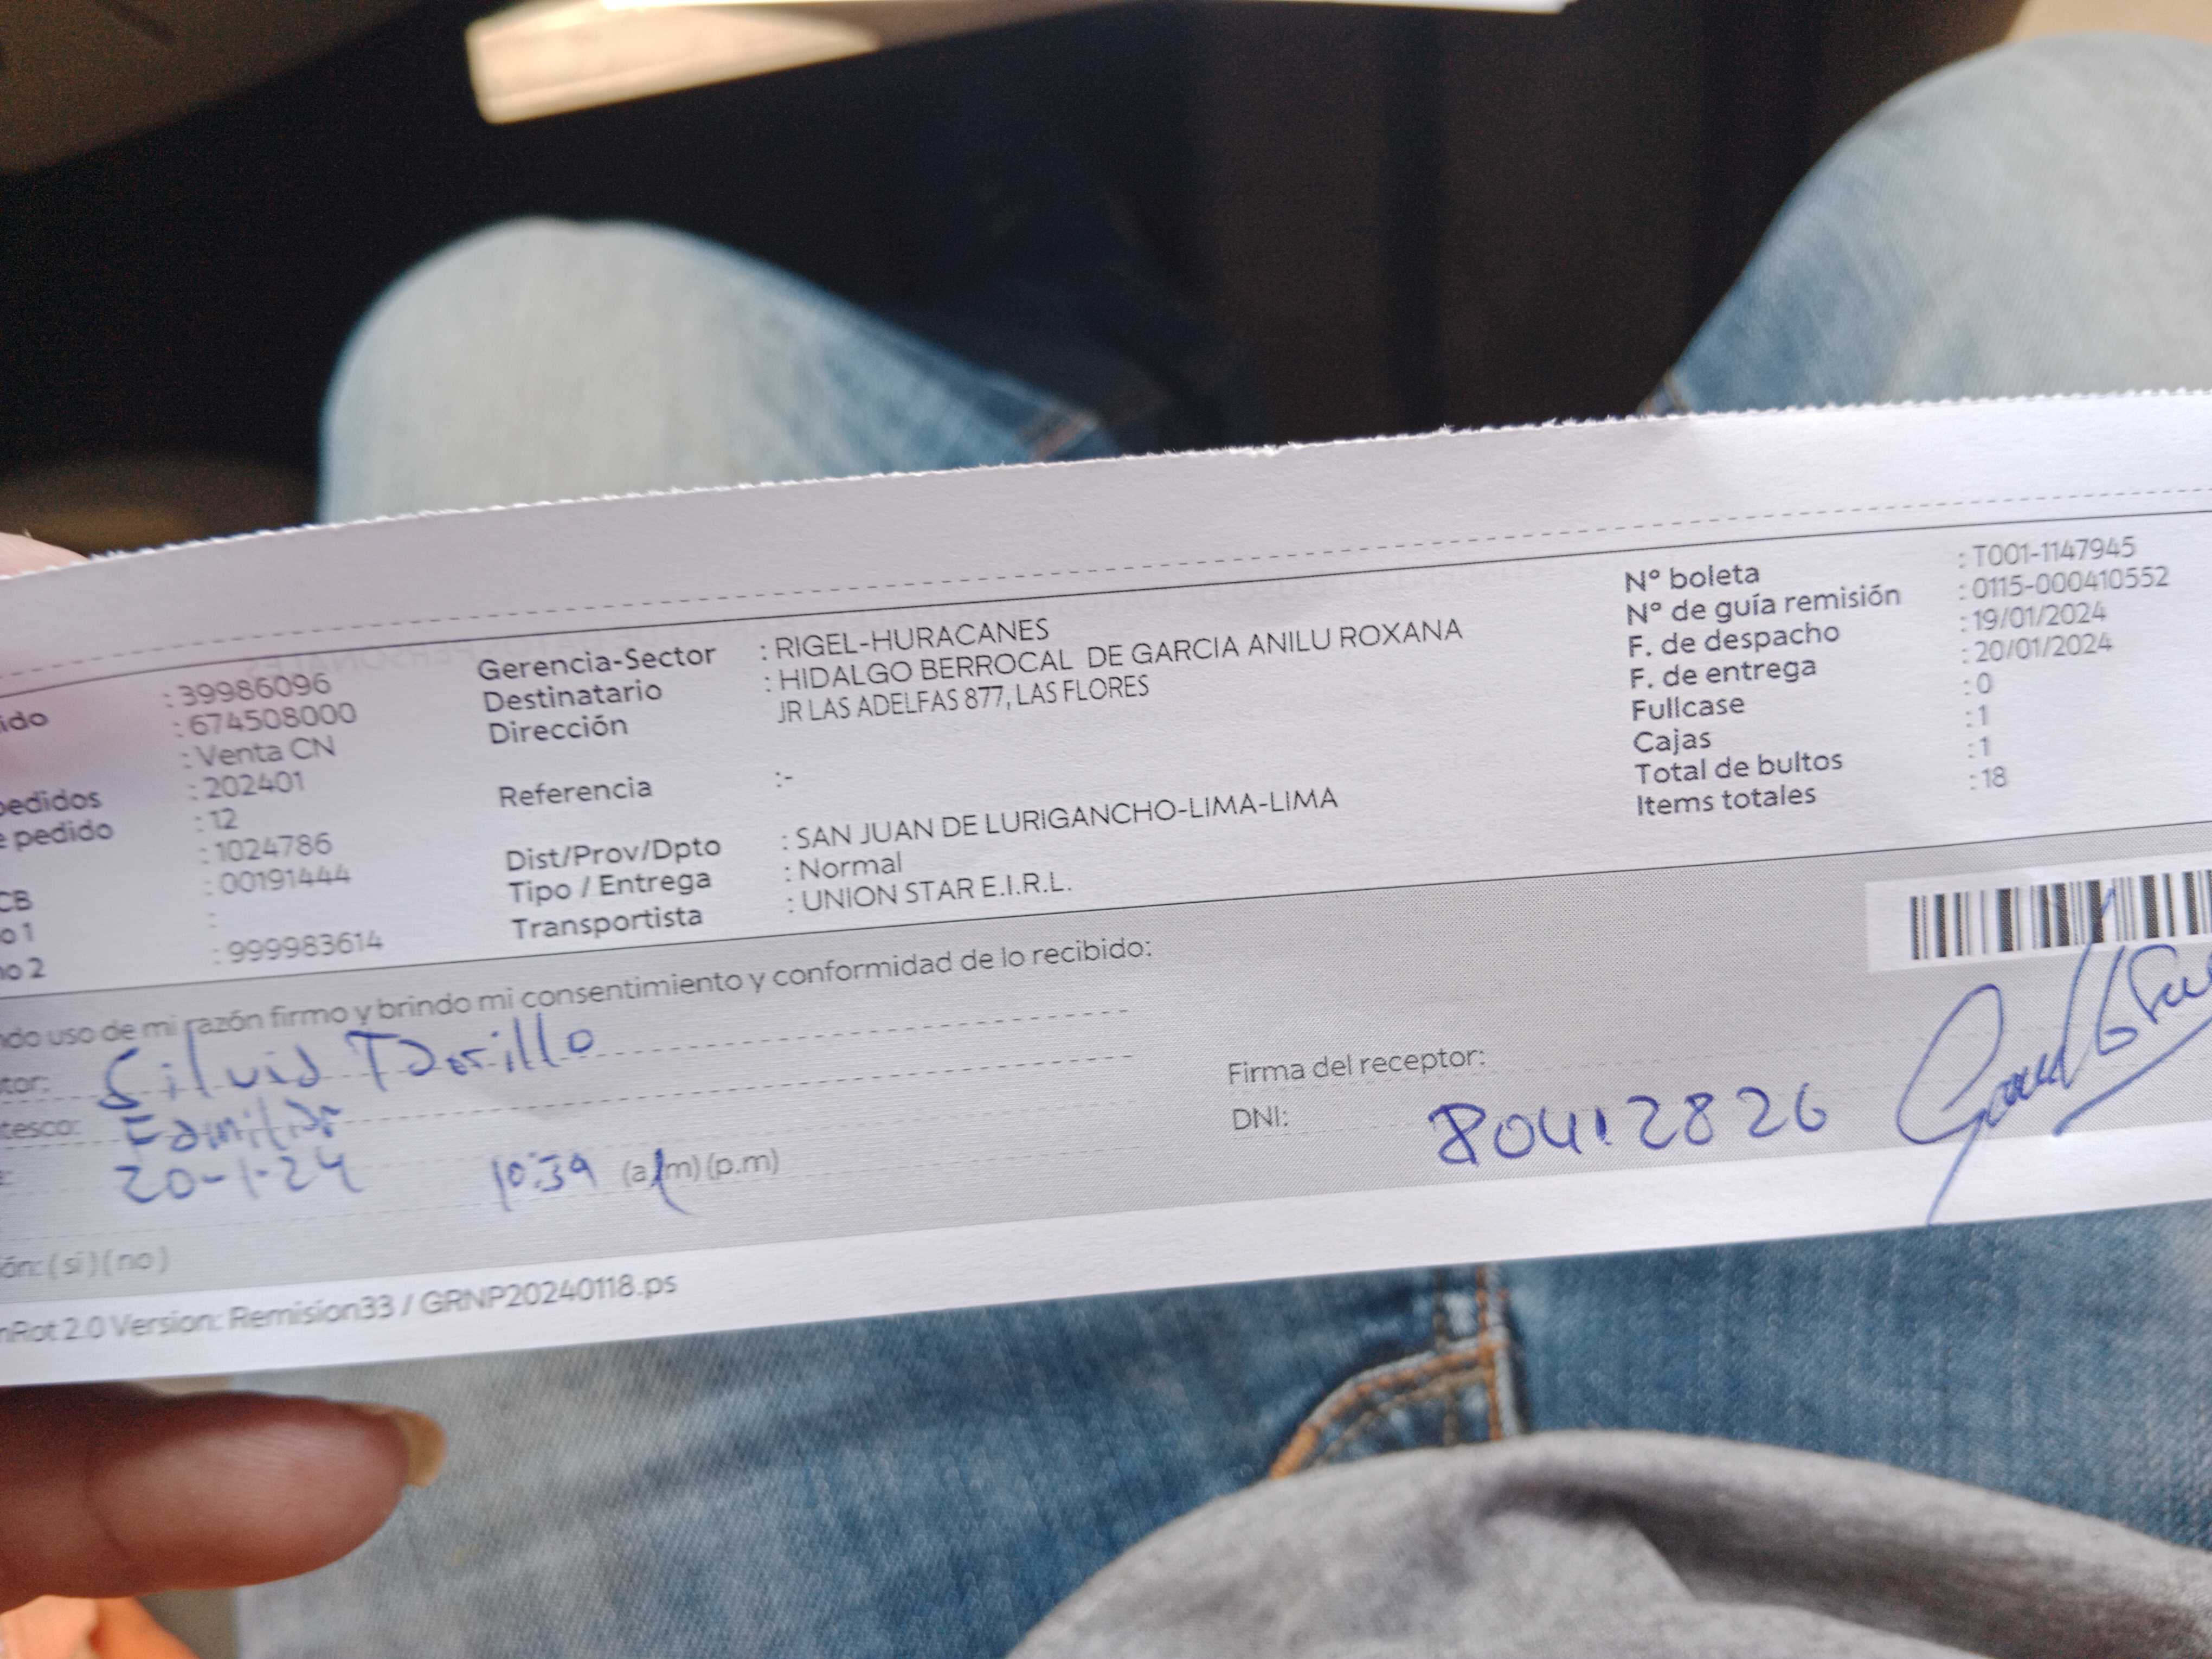 ido : 39986096
: 674508000
: Venta CN
pedidos : 202401
e pedido : 12
: 1024786
CB : 00191444
o 1 :
no 2 : 999983614
Gerencia-Sector : RIGEL-HURACANES
Destinatario : HIDALGO BERROCAL DE GARCIA ANILU ROXANA
Dirección JR LAS ADELFAS 877, LAS FLORES
Referencia :-
Dist/Prov/Dpto : SAN JUAN DE LURIGANCHO-LIMA-LIMA
Tipo / Entrega : Normal
Transportista : UNION STAR E.I.R.L.
N° boleta : T001-1147945
N° de guía remisión : 0115-000410552
F. de despacho : 19/01/2024
F. de entrega : 20/01/2024
Fullcase : 0
Cajas : 1
Total de bultos : 1
Items totales : 18
ndo uso de mi razón firmo y brindo mi consentimiento y conformidad de lo recibido:
tor: Silvia
tesco: Familiar
20-1-24 10:39 (a.m) (p.m)
Firma del receptor:
DNI: 80412826
ón: (si) (no)
nRot 2.0 Version: Remision33 / GRNP20240118.ps